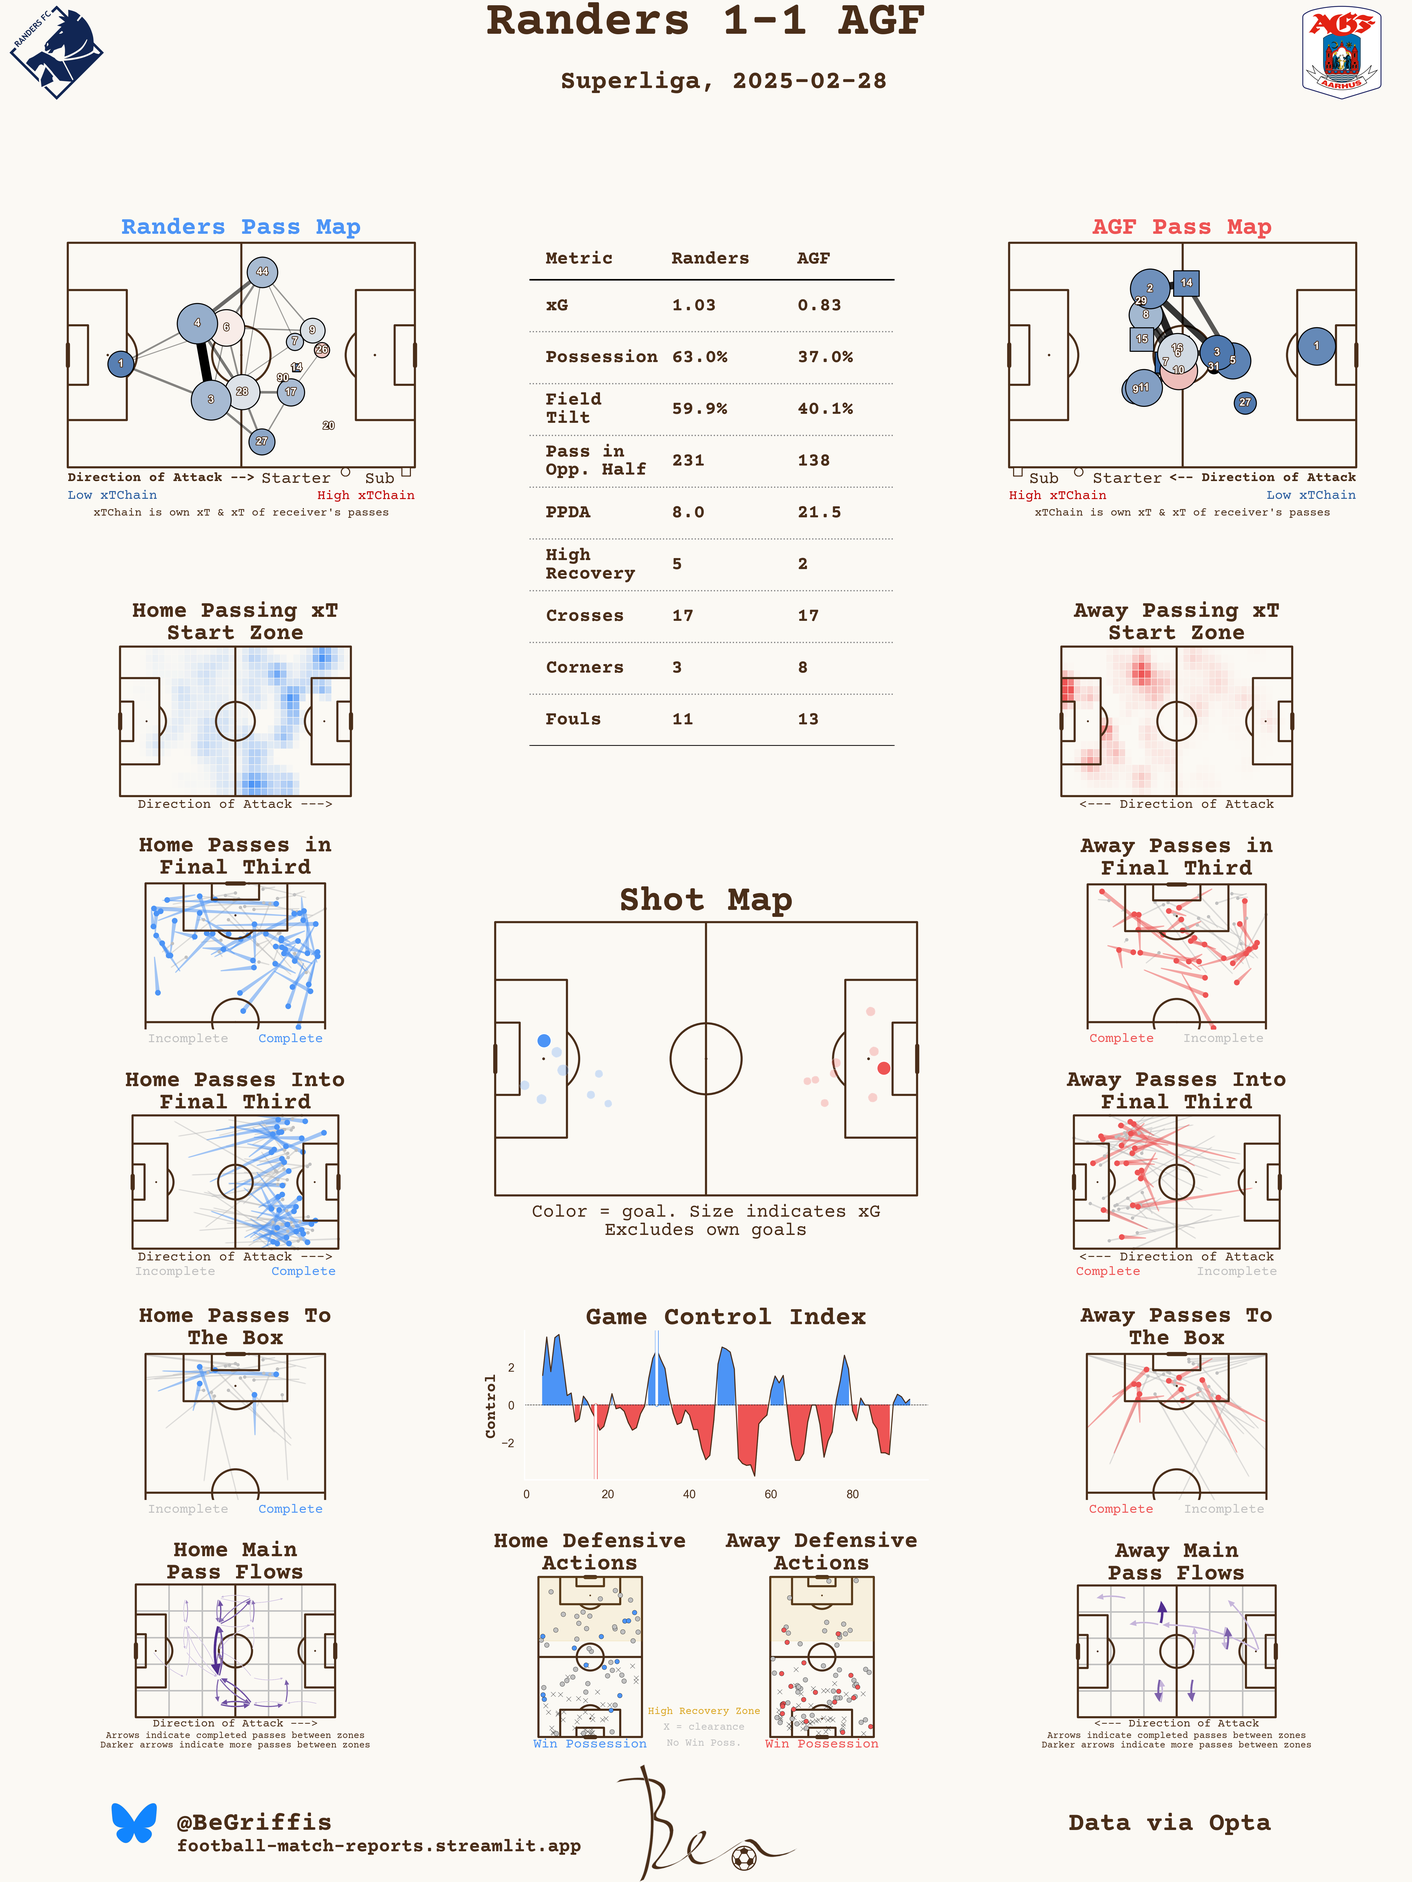 Randers 1-1 AGF
Superliga, 2025-02-28
RANDERS FC
AGF
AARHUS
Randers Pass Map
44
4
6
9
7
26
1
14
90
28
17
3
20
27
Direction of Attack --> Starter Sub
Low xTChain High xTChain
xTChain is own xT & xT of receiver's passes
Metric Randers AGF
xG 1.03 0.83
Possession 63.0% 37.0%
Field
Tilt 59.9% 40.1%
Pass in
Opp. Half 231 138
PPDA 8.0 21.5
High
Recovery 5 2
Crosses 17 17
Corners 3 8
Fouls 11 13
AGF Pass Map
2 14
29
8
15
16
6
3
5
1
7
31
10
9 11
27
Sub Starter <-- Direction of Attack
High xTChain Low xTChain
xTChain is own xT & xT of receiver's passes
Home Passing xT
Start Zone
Direction of Attack --->
Away Passing xT
Start Zone
<--- Direction of Attack
Home Passes in
Final Third
Incomplete Complete
Away Passes in
Final Third
Complete Incomplete
Shot Map
Color = goal. Size indicates xG
Excludes own goals
Home Passes Into
Final Third
Direction of Attack --->
Incomplete Complete
Away Passes Into
Final Third
<--- Direction of Attack
Complete Incomplete
Home Passes To
The Box
Incomplete Complete
Game Control Index
Control
2
0
−2
0 20 40 60 80
Away Passes To
The Box
Complete Incomplete
Home Main
Pass Flows
Direction of Attack --->
Arrows indicate completed passes between zones
Darker arrows indicate more passes between zones
Home Defensive
Actions
Win Possession
High Recovery Zone
X = clearance
No Win Poss.
Away Defensive
Actions
Win Possession
Away Main
Pass Flows
<--- Direction of Attack
Arrows indicate completed passes between zones
Darker arrows indicate more passes between zones
@BeGriffis
football-match-reports.streamlit.app
Ben
Data via Opta